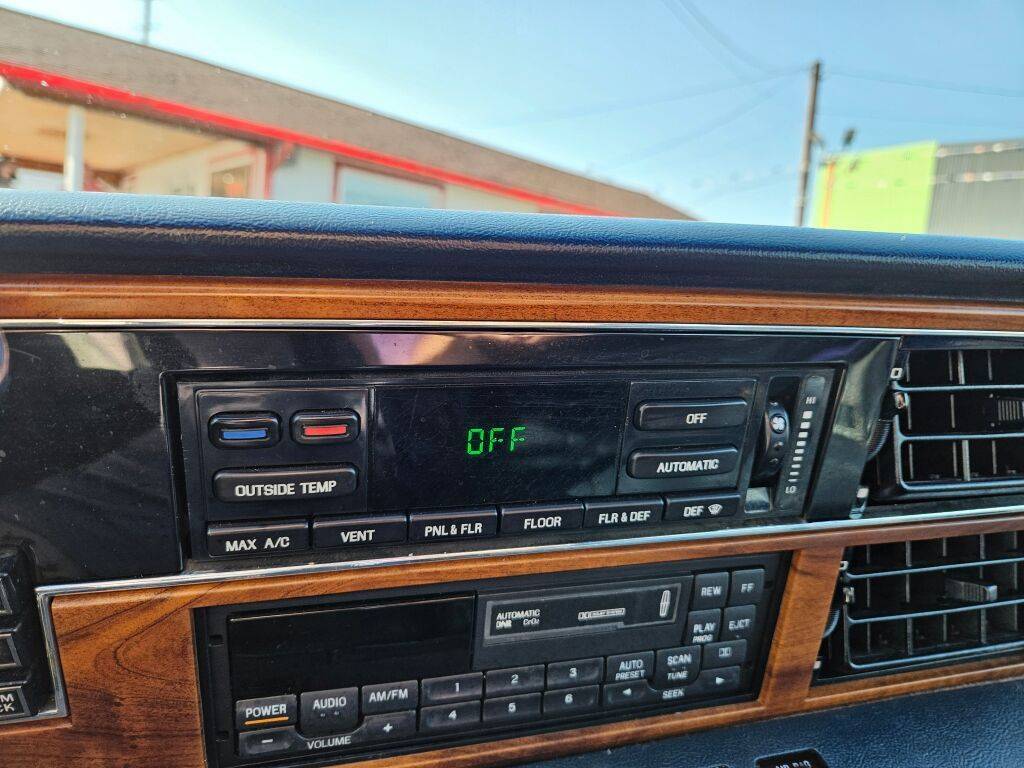 OFF
OFF
HI
AUTOMATIC
LO
OUTSIDE TEMP
MAX A/C
VENT
PNL & FLR
FLOOR
FLR & DEF
DEF
AUTOMATIC
DNR CrO₂
DOLBY SYSTEM
REW
FF
PLAY
PROG
EJCT
AUTO
PRESET
SCAN
TUNE
SEEK
POWER
AUDIO
AM/FM
1
2
3
4
5
6
− VOLUME +